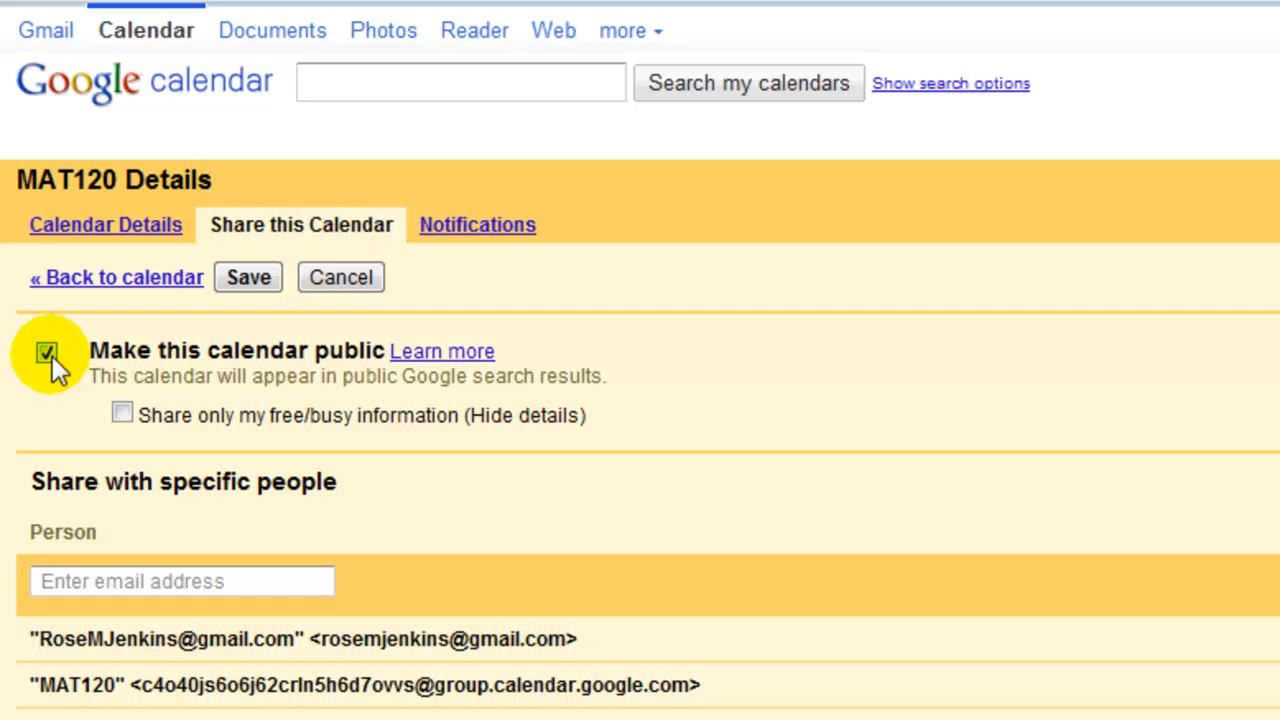 Gmail Calendar Documents Photos Reader Web more
Google calendar Search my calendars Show search options
MAT120 Details
Calendar Details Share this Calendar Notifications
« Back to calendar Save Cancel
Make this calendar public Learn more
This calendar will appear in public Google search results.
Share only my free/busy information (Hide details)
Share with specific people
Person
Enter email address
"RoseMJenkins@gmail.com" <rosemjenkins@gmail.com>
"MAT120" <c4o40js6o6j62crln5h6d7ovvs@group.calendar.google.com>